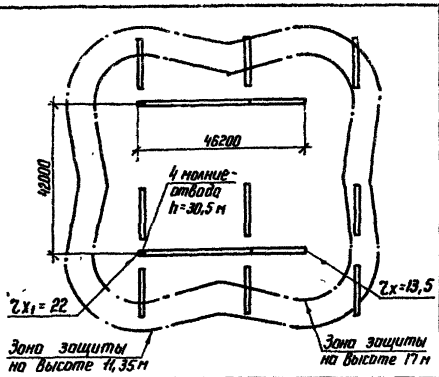 46200
42000
4 молние-
отвода
h=30,5 м
rx₁=22
rx=13,5
Зона защиты
на высоте 11,35 м
Зона защиты
на высоте 17 м